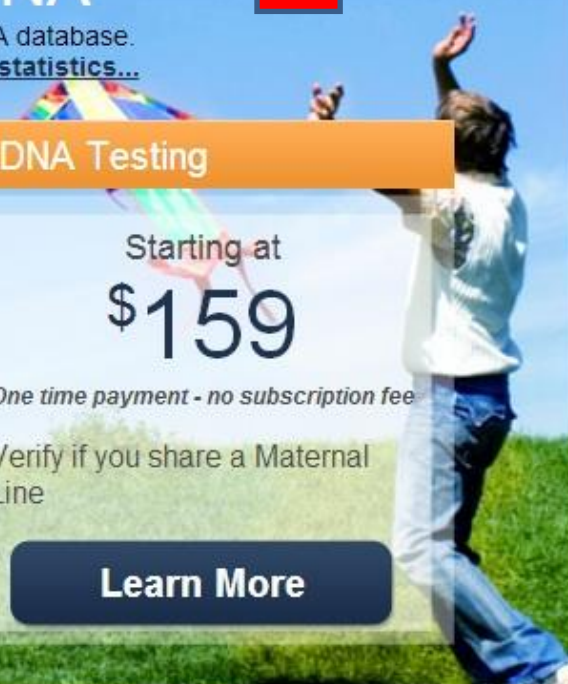 NA
A database.
statistics...
DNA Testing
Starting at
$159
One time payment - no subscription fee
Verify if you share a Maternal
Line
Learn More